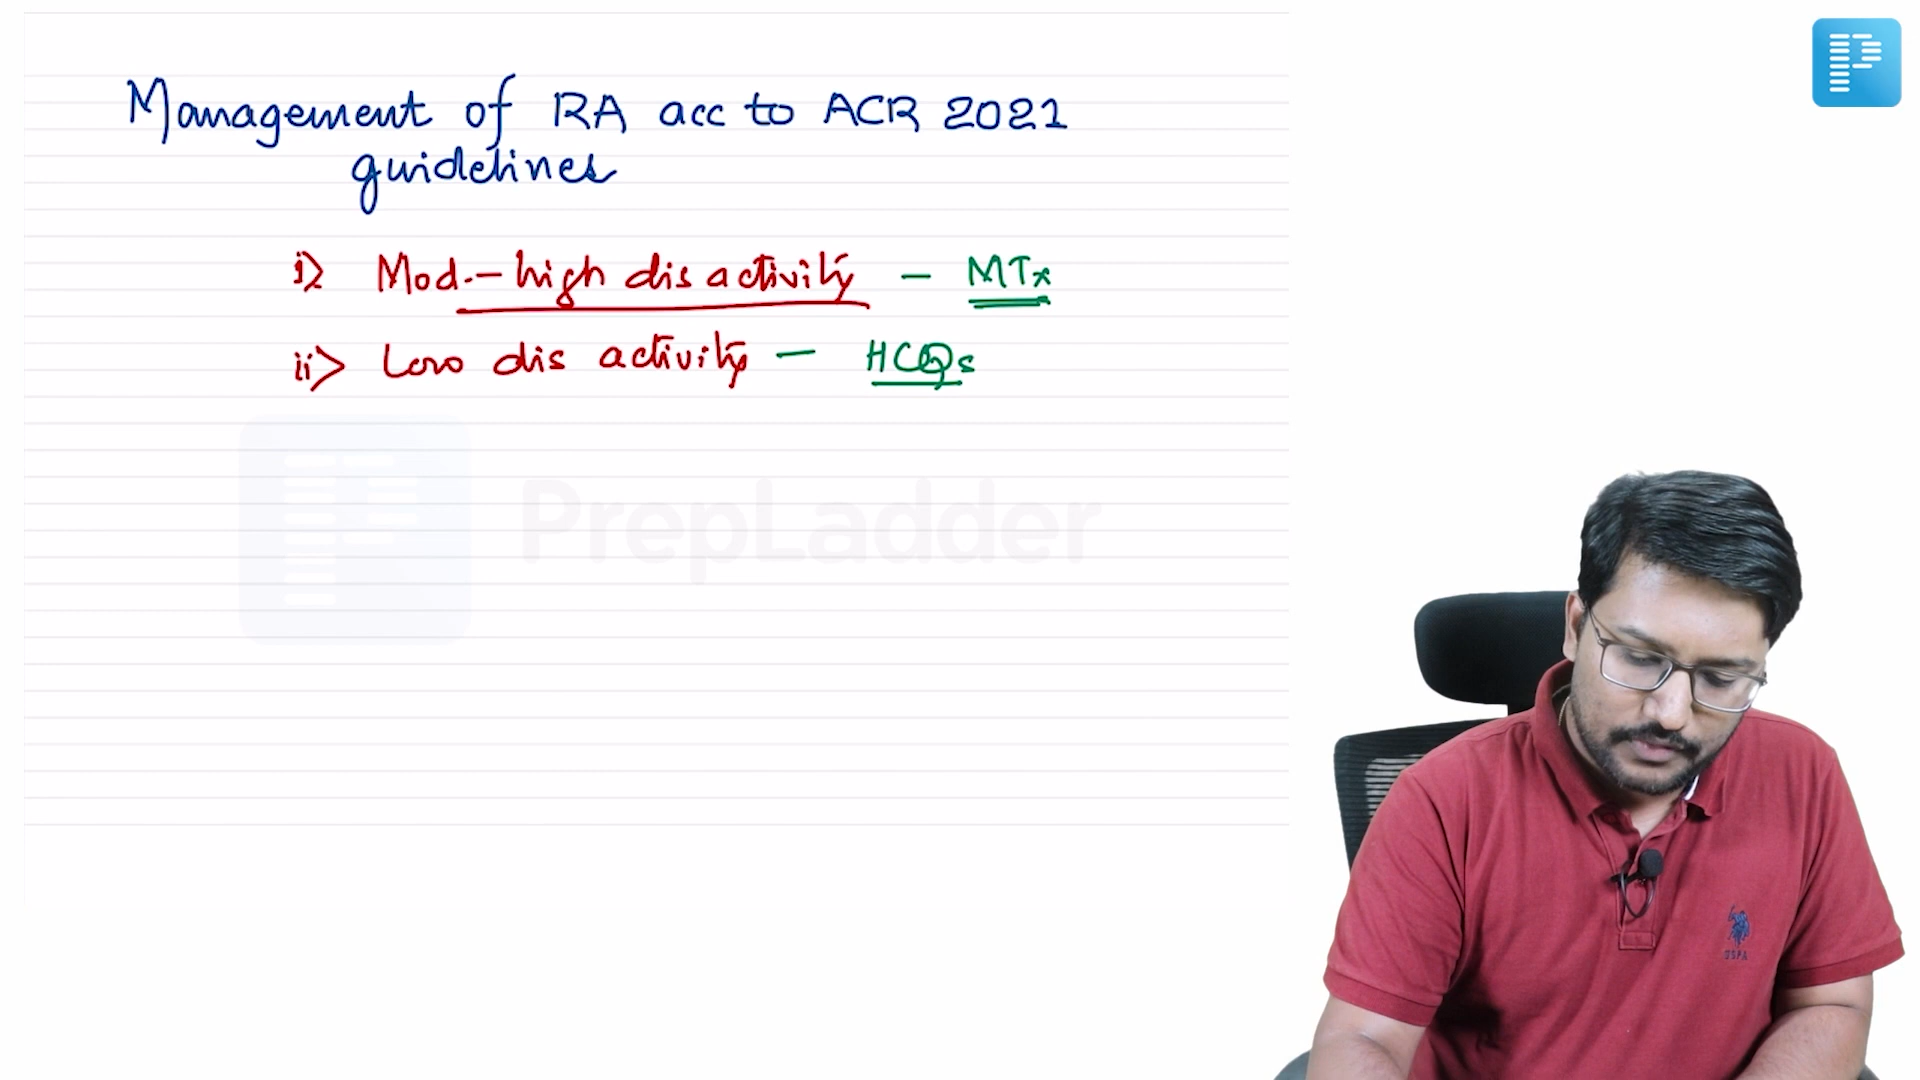 Management of RA acc to ACR 2021
guidelines
i) Mod.- high dis activity - MTx
ii) Low dis activity - HCQs
PrepLadder
USPA